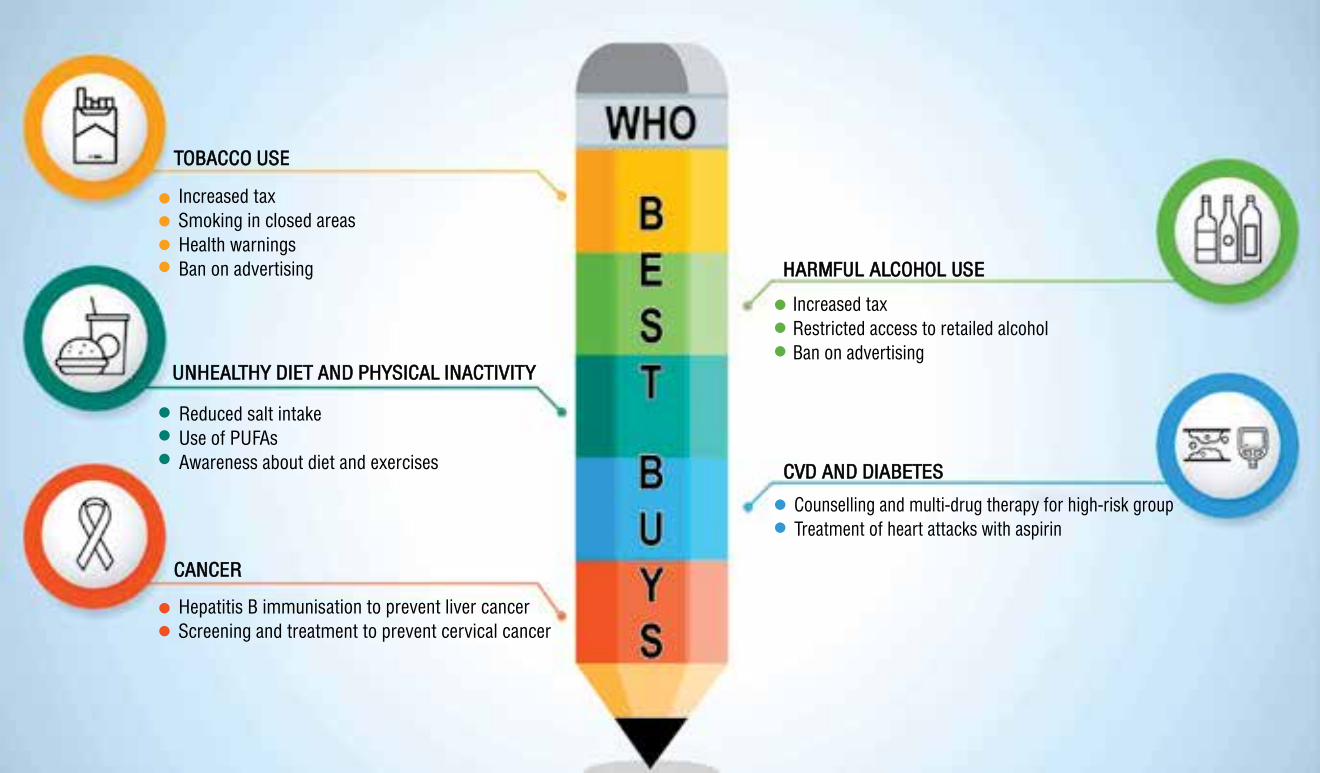 WHO
BEST BUYS
TOBACCO USE
Increased tax
Smoking in closed areas
Health warnings
Ban on advertising
HARMFUL ALCOHOL USE
Increased tax
Restricted access to retailed alcohol
Ban on advertising
UNHEALTHY DIET AND PHYSICAL INACTIVITY
Reduced salt intake
Use of PUFAs
Awareness about diet and exercises
CVD AND DIABETES
Counselling and multi-drug therapy for high-risk group
Treatment of heart attacks with aspirin
CANCER
Hepatitis B immunisation to prevent liver cancer
Screening and treatment to prevent cervical cancer